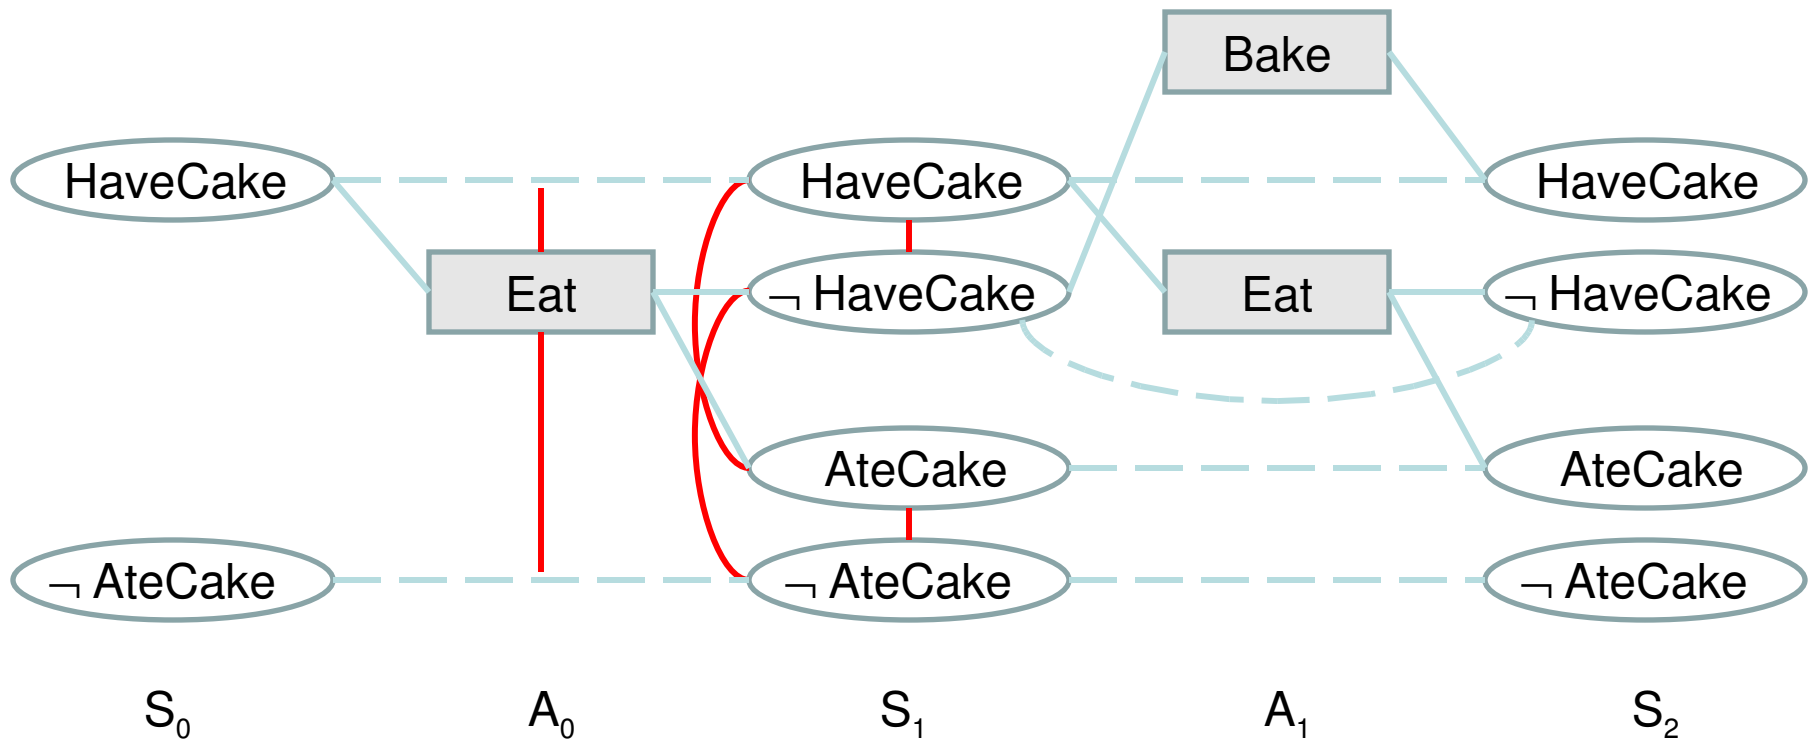 Bake
HaveCake HaveCake HaveCake
Eat ¬ HaveCake Eat ¬ HaveCake
AteCake AteCake
¬ AteCake ¬ AteCake ¬ AteCake
S₀ A₀ S₁ A₁ S₂